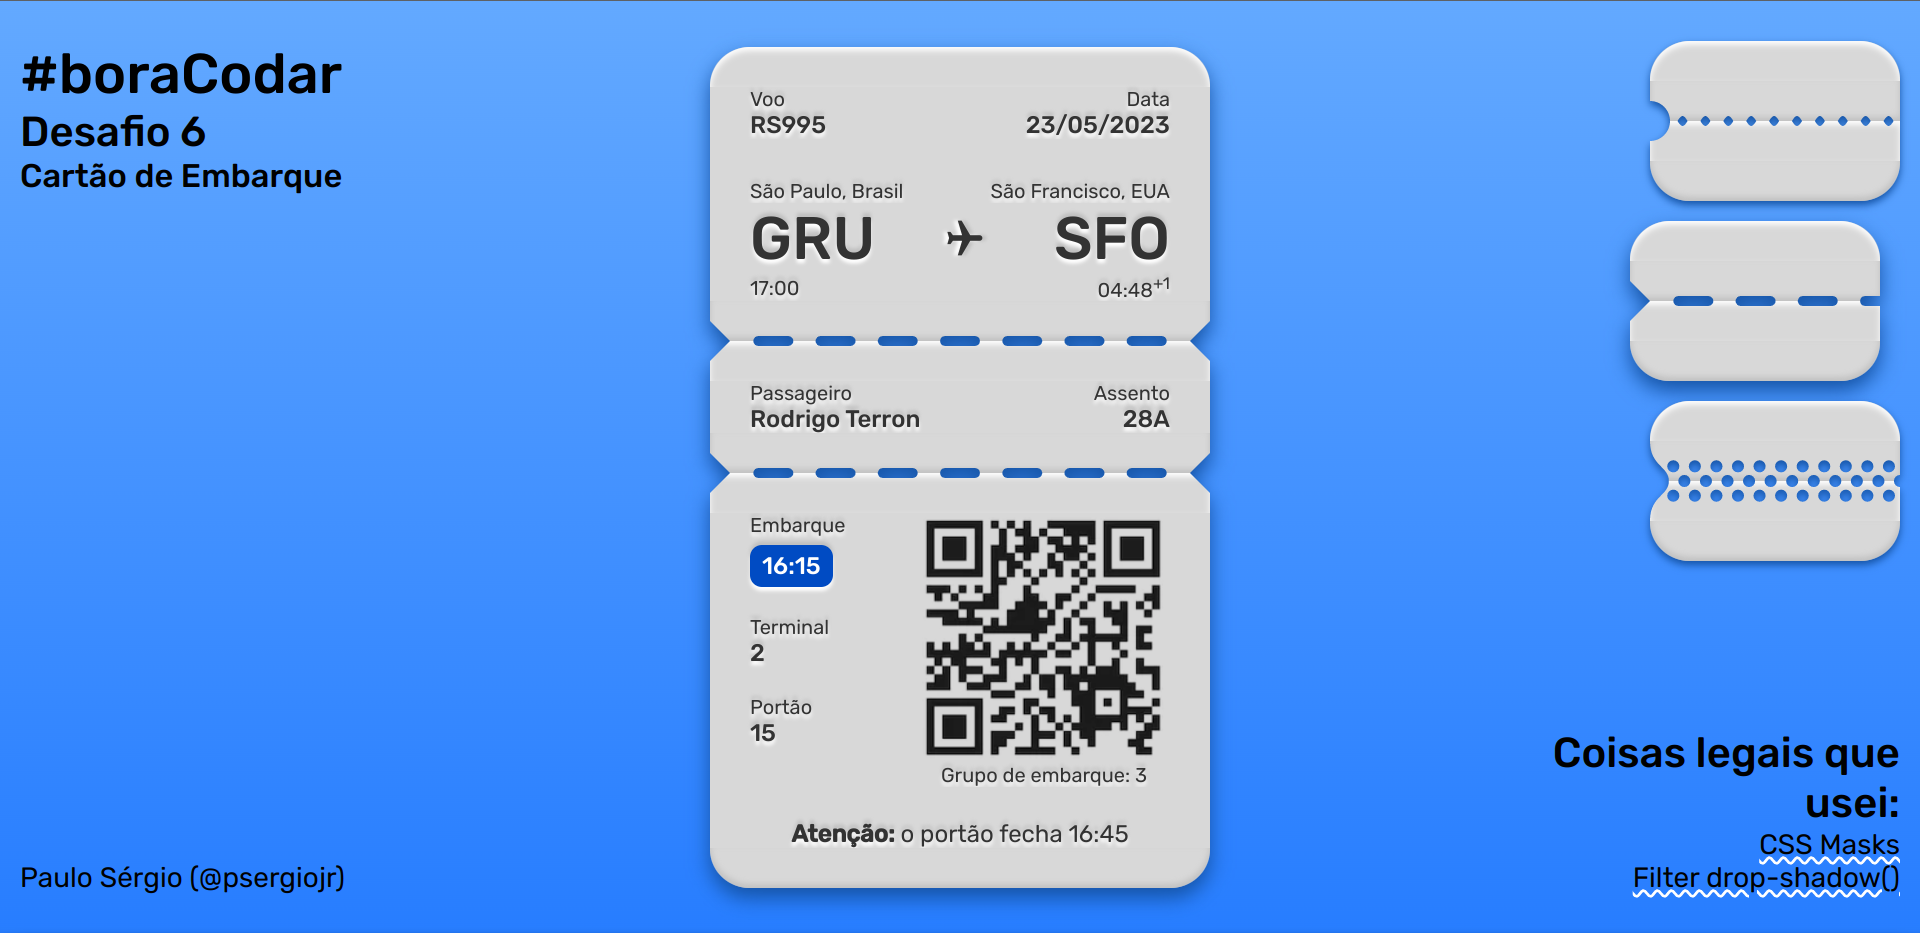 #boraCodar
Desafio 6
Cartão de Embarque
Voo
RS995
Data
23/05/2023
São Paulo, Brasil
GRU
17:00
São Francisco, EUA
SFO
04:48+1
Passageiro
Rodrigo Terron
Assento
28A
Embarque
16:15
Terminal
2
Portão
15
Grupo de embarque: 3
Atenção: o portão fecha 16:45
Paulo Sérgio (@psergiojr)
Coisas legais que
usei:
CSS Masks
Filter drop-shadow()